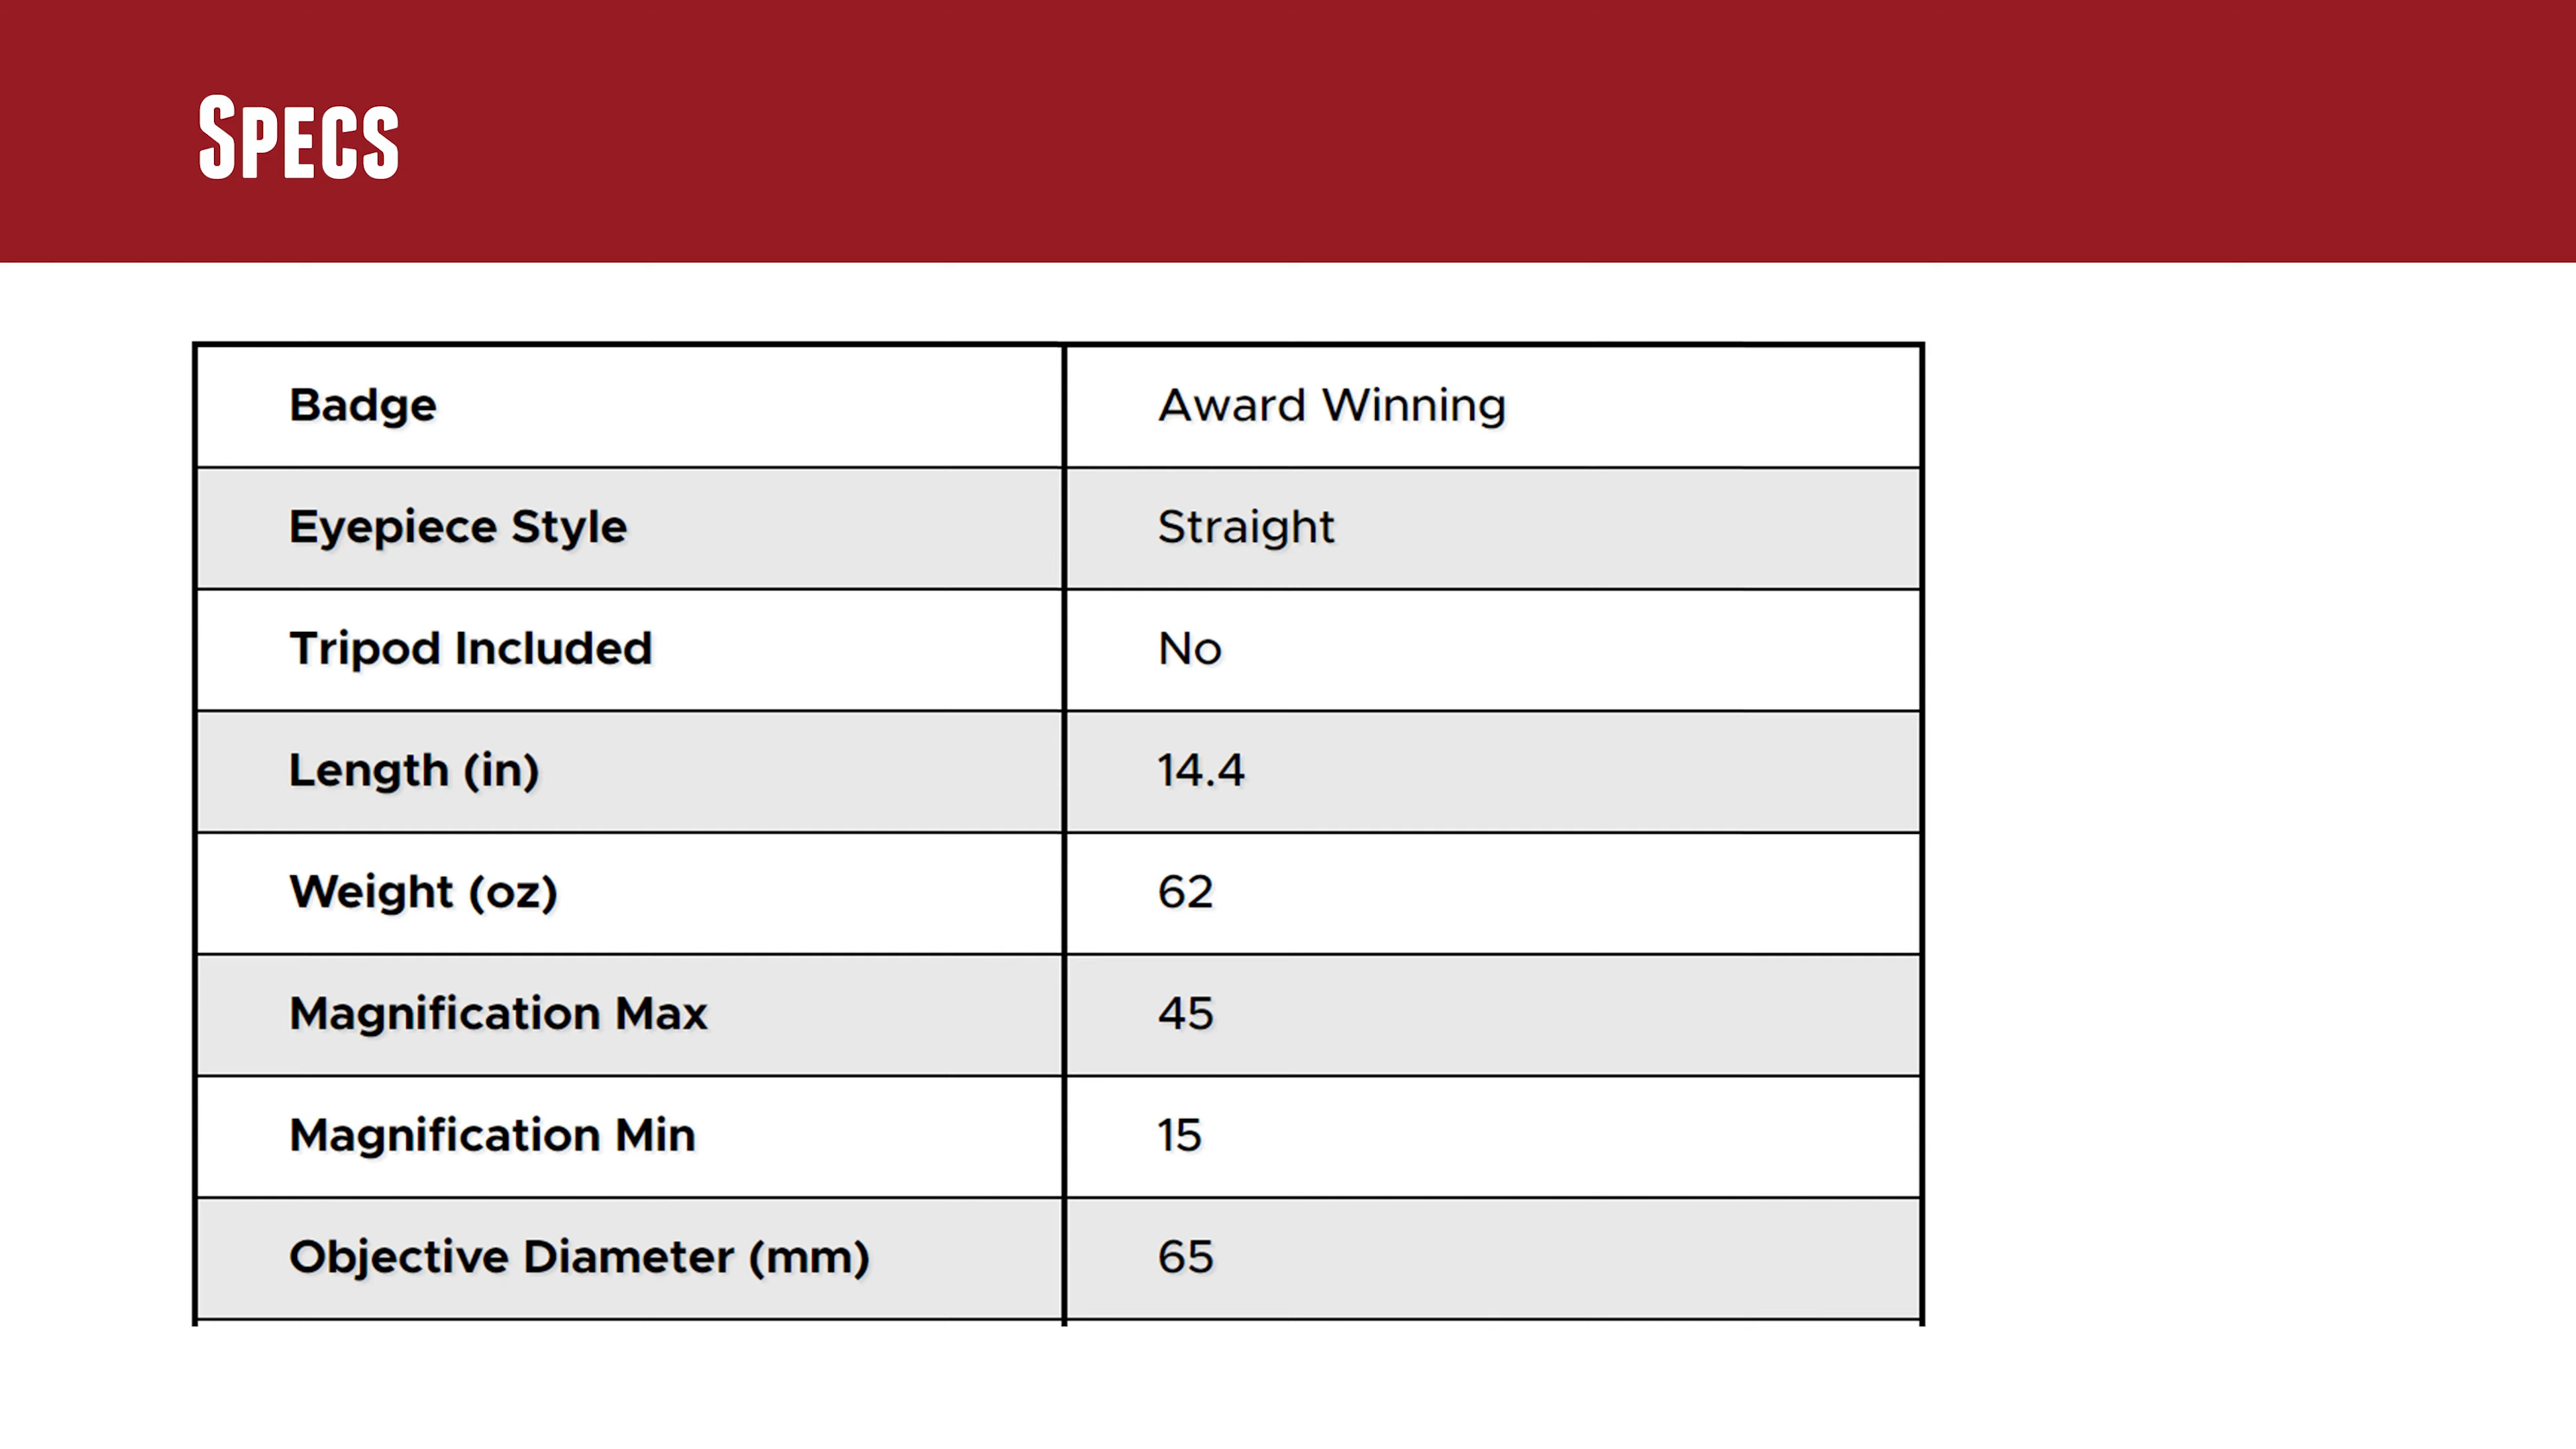 Specs
Badge Award Winning
Eyepiece Style Straight
Tripod Included No
Length (in) 14.4
Weight (oz) 62
Magnification Max 45
Magnification Min 15
Objective Diameter (mm) 65